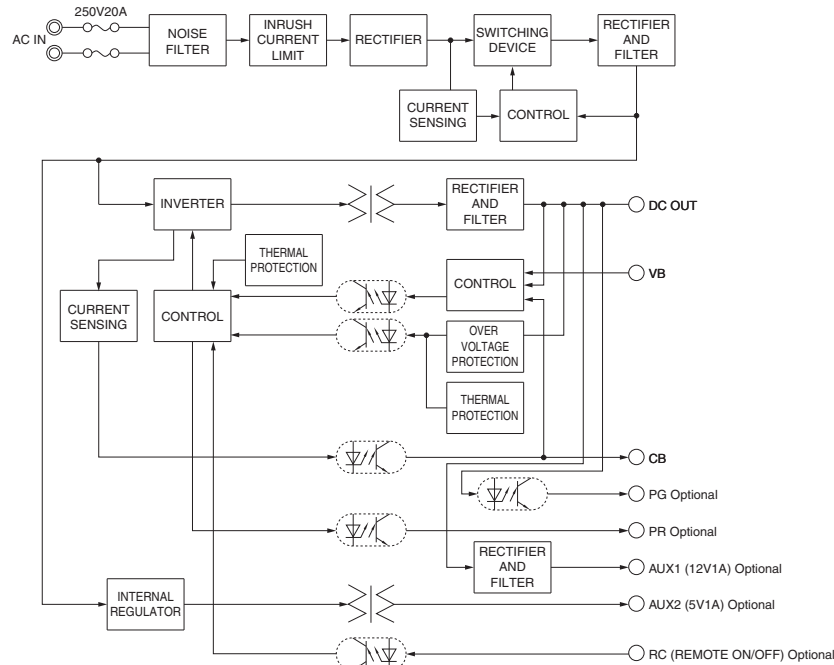 250V20A
AC IN
NOISE
FILTER
INRUSH
CURRENT
LIMIT
RECTIFIER
SWITCHING
DEVICE
RECTIFIER
AND
FILTER
CURRENT
SENSING
CONTROL
INVERTER
RECTIFIER
AND
FILTER
DC OUT
THERMAL
PROTECTION
CONTROL
VB
CURRENT
SENSING
CONTROL
OVER
VOLTAGE
PROTECTION
THERMAL
PROTECTION
CB
PG Optional
PR Optional
RECTIFIER
AND
FILTER
AUX1 (12V1A) Optional
INTERNAL
REGULATOR
AUX2 (5V1A) Optional
RC (REMOTE ON/OFF) Optional